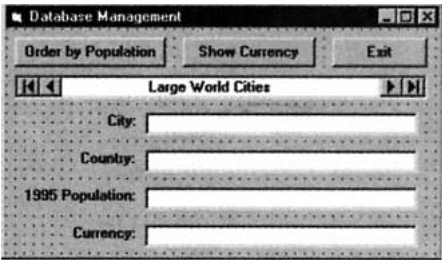 Database Management
Order by Population Show Currency Exit
Large World Cities
City:
Country:
1995 Population:
Currency: